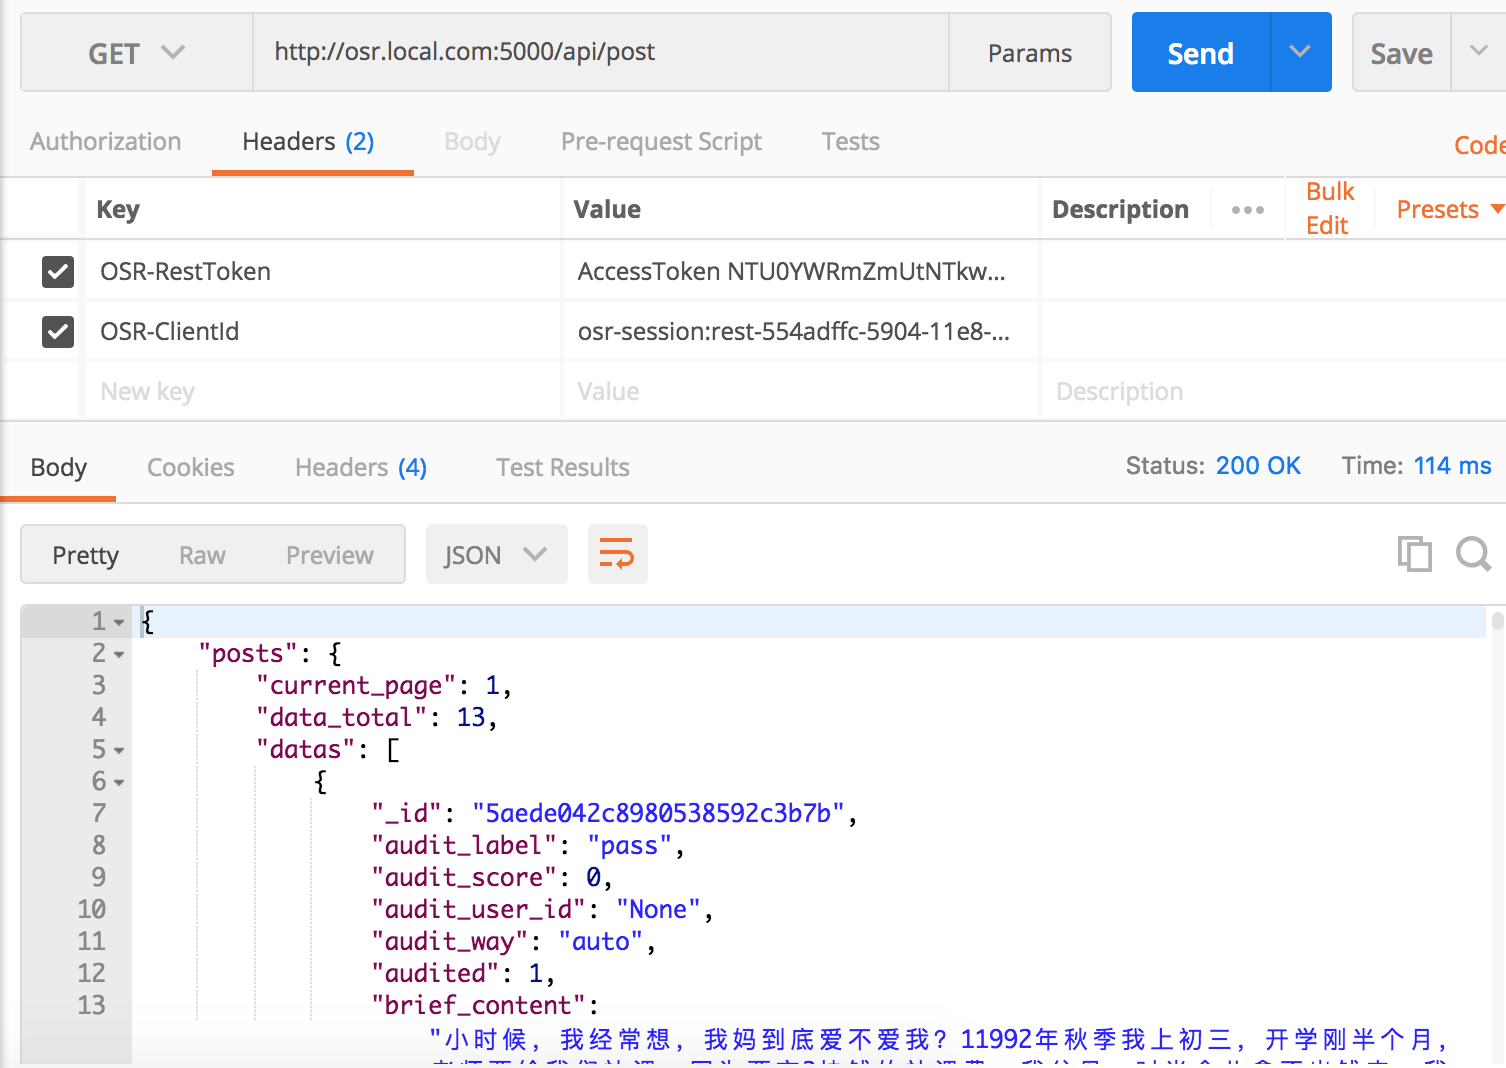 GET http://osr.local.com:5000/api/post Params Send Save
Authorization Headers (2) Body Pre-request Script Tests Code
Key Value Description ••• Bulk Edit Presets
OSR-RestToken AccessToken NTU0YWRmZmUtNTkw...
OSR-ClientId osr-session:rest-554adffc-5904-11e8-...
New key Value Description
Body Cookies Headers (4) Test Results Status: 200 OK Time: 114 ms
Pretty Raw Preview JSON
1 {
2 "posts": {
3 "current_page": 1,
4 "data_total": 13,
5 "datas": [
6 {
7 "_id": "5aede042c8980538592c3b7b",
8 "audit_label": "pass",
9 "audit_score": 0,
10 "audit_user_id": "None",
11 "audit_way": "auto",
12 "audited": 1,
13 "brief_content":
"小时候，我经常想，我妈到底爱不爱我？11992年秋季我上初三，开学刚半个月，